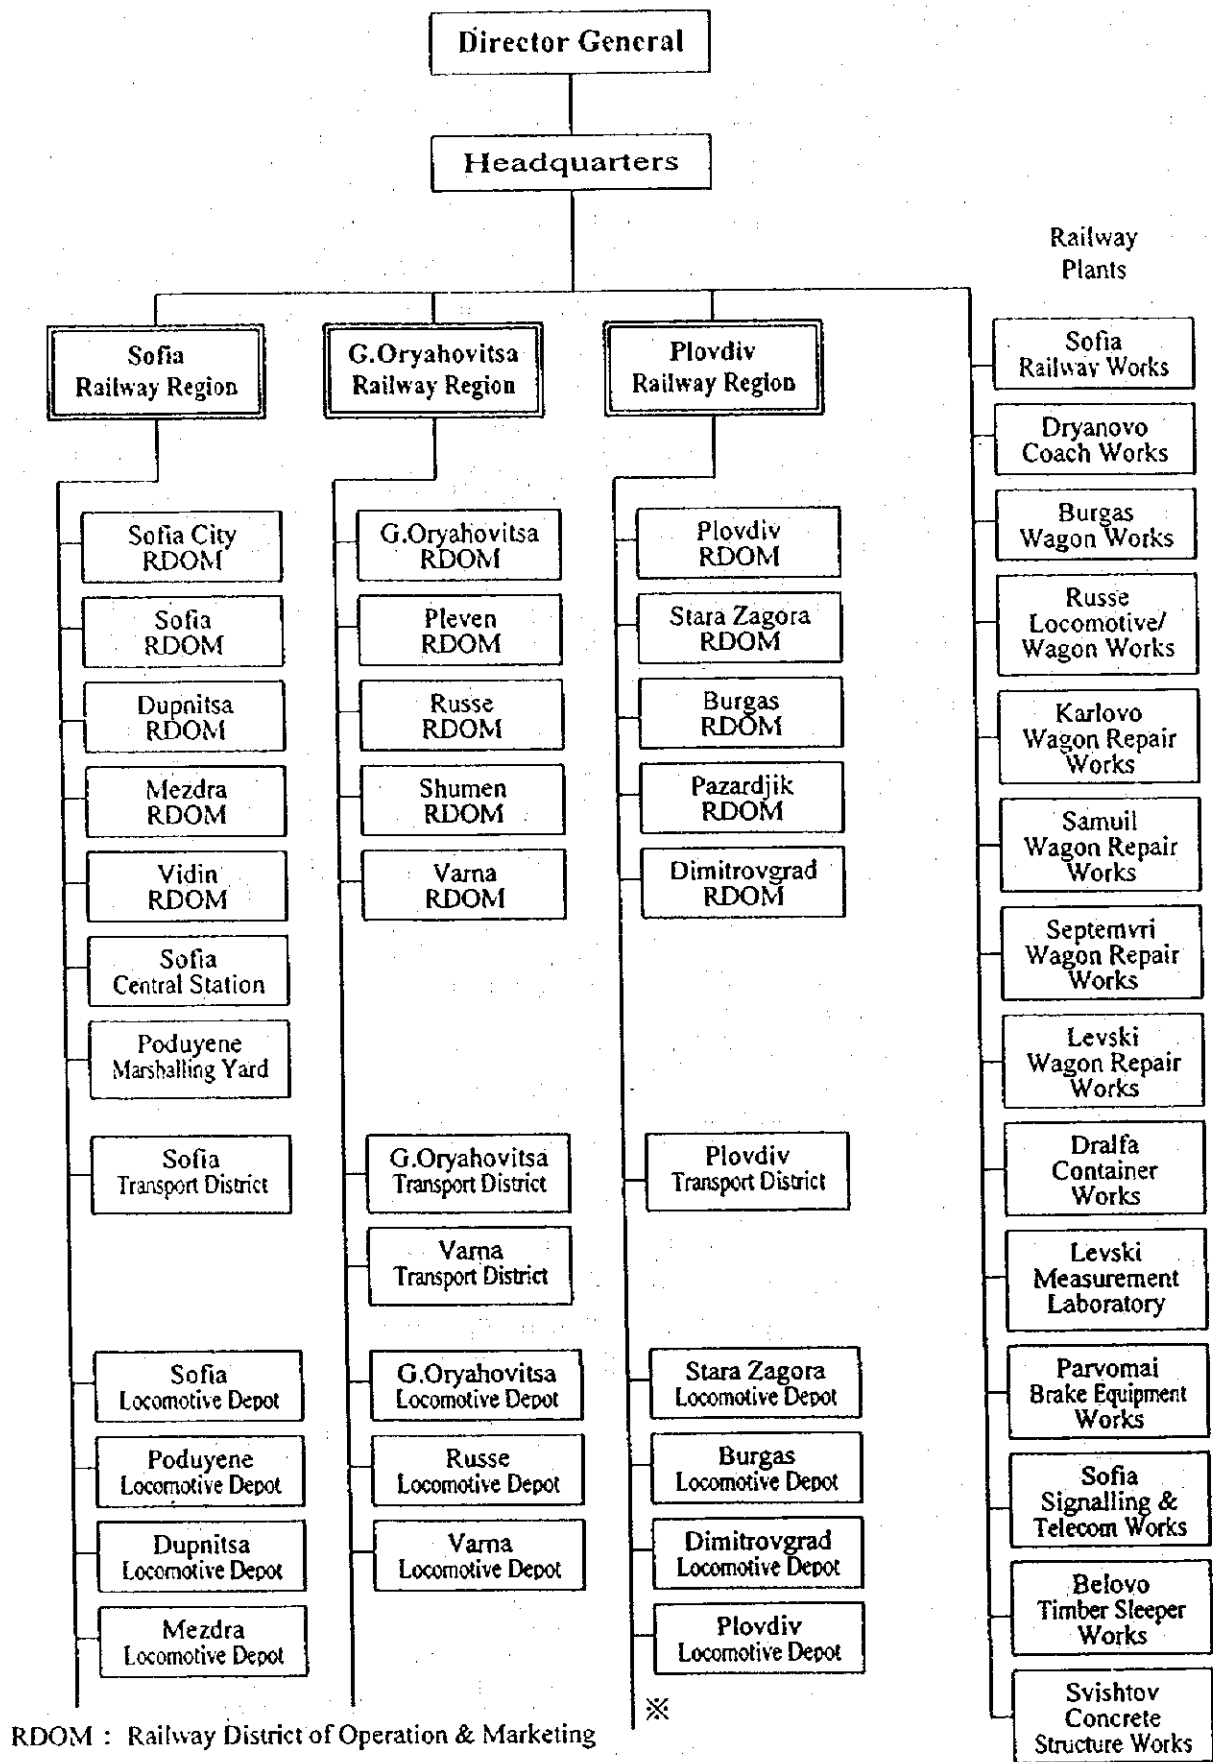 Director General
Headquarters
Railway
Plants
Sofia
Railway Region
G.Oryahovitsa
Railway Region
Plovdiv
Railway Region
Sofia City
RDOM
Sofia
RDOM
Dupnitsa
RDOM
Mezdra
RDOM
Vidin
RDOM
Sofia
Central Station
Poduyene
Marshalling Yard
Sofia
Transport District
Sofia
Locomotive Depot
Poduyene
Locomotive Depot
Dupnitsa
Locomotive Depot
Mezdra
Locomotive Depot
G.Oryahovitsa
RDOM
Pleven
RDOM
Russe
RDOM
Shumen
RDOM
Varna
RDOM
G.Oryahovitsa
Transport District
Varna
Transport District
G.Oryahovitsa
Locomotive Depot
Russe
Locomotive Depot
Varna
Locomotive Depot
Plovdiv
RDOM
Stara Zagora
RDOM
Burgas
RDOM
Pazardjik
RDOM
Dimitrovgrad
RDOM
Plovdiv
Transport District
Stara Zagora
Locomotive Depot
Burgas
Locomotive Depot
Dimitrovgrad
Locomotive Depot
Plovdiv
Locomotive Depot
※
Sofia
Railway Works
Dryanovo
Coach Works
Burgas
Wagon Works
Russe
Locomotive/
Wagon Works
Karlovo
Wagon Repair
Works
Samuil
Wagon Repair
Works
Septemvri
Wagon Repair
Works
Levski
Wagon Repair
Works
Dralfa
Container
Works
Levski
Measurement
Laboratory
Parvomai
Brake Equipment
Works
Sofia
Signalling &
Telecom Works
Belovo
Timber Sleeper
Works
Svishtov
Concrete
Structure Works
RDOM : Railway District of Operation & Marketing